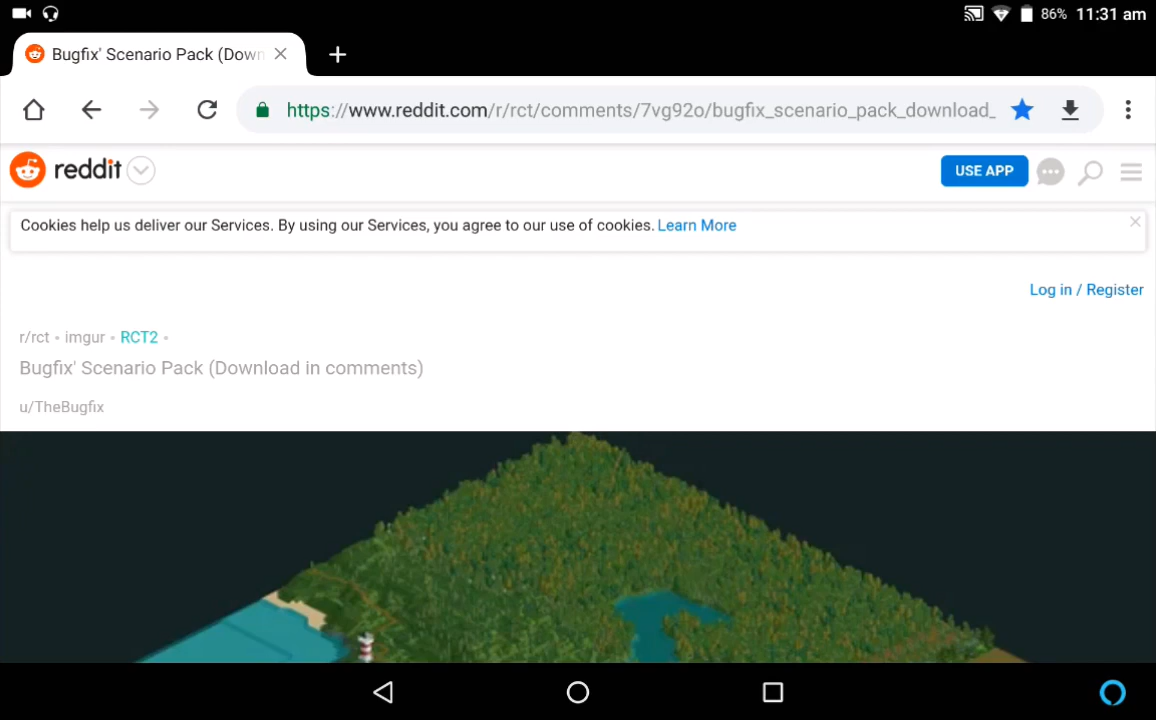 86% 11:31 am
Bugfix' Scenario Pack (Down
https://www.reddit.com/r/rct/comments/7vg92o/bugfix_scenario_pack_download_
reddit USE APP
Cookies help us deliver our Services. By using our Services, you agree to our use of cookies. Learn More
Log in / Register
r/rct • imgur • RCT2 •
Bugfix' Scenario Pack (Download in comments)
u/TheBugfix